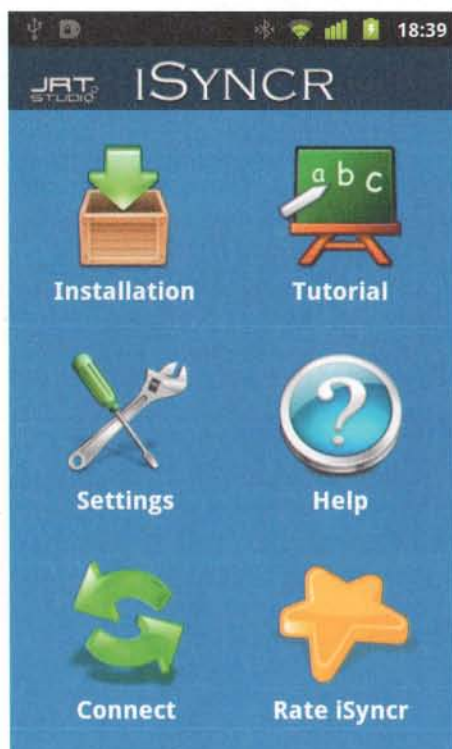 18:39
JRT STUDIO iSYNCR
a b c
Installation Tutorial
Settings Help
Connect Rate iSyncr